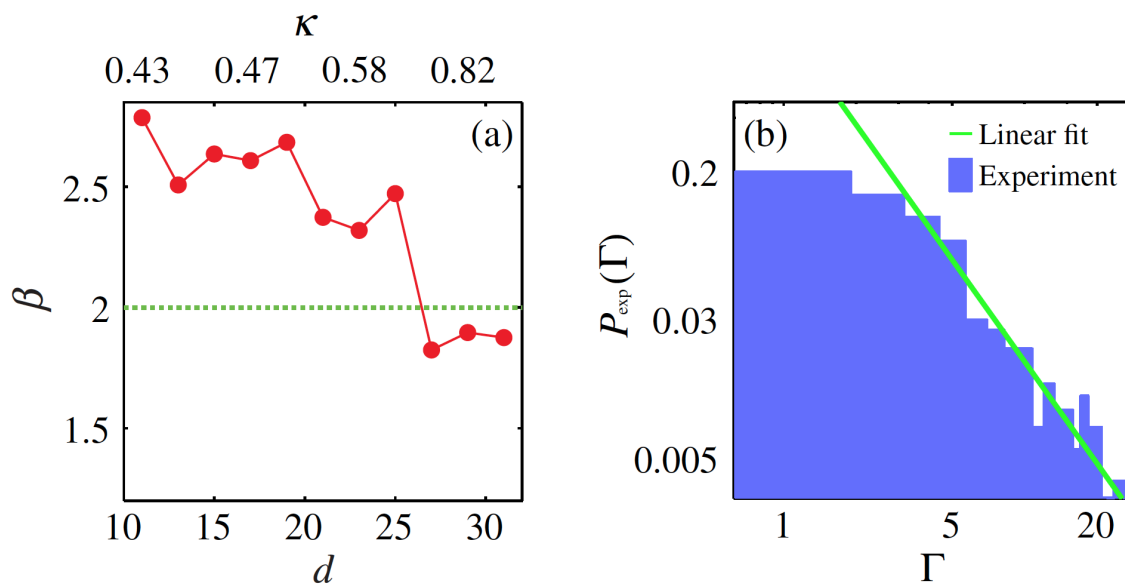 κ
0.43 0.47 0.58 0.82
(a)
2.5
2
1.5
β
10 15 20 25 30
d
(b)
Linear fit
Experiment
0.2
0.03
0.005
P_exp(Γ)
1 5 20
Γ